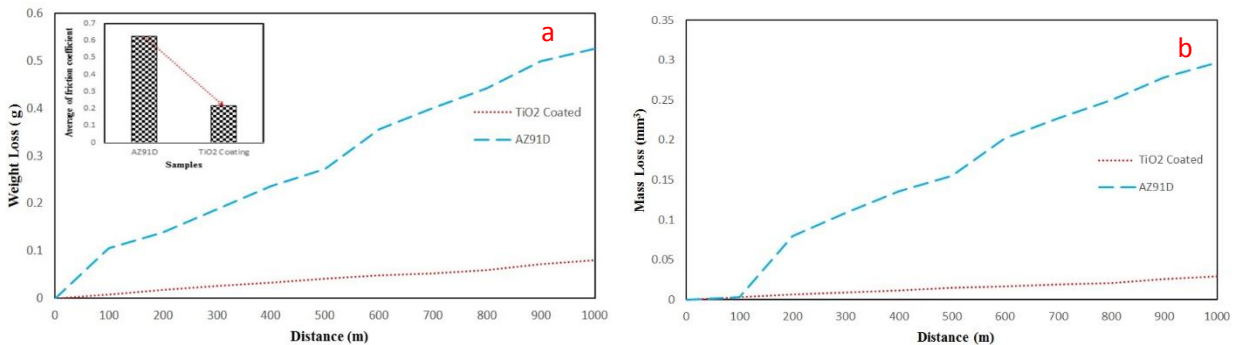 a
0.6
0.5
0.4
0.3
0.2
0.1
0
Weight Loss ( g )
0 100 200 300 400 500 600 700 800 900 1000
Distance (m)
TiO2 Coated
AZ91D
0.7
0.6
0.5
0.4
0.3
0.2
0.1
0
Average of friction coefficient
AZ91D TiO2 Coating
Samples
b
0.35
0.3
0.25
0.2
0.15
0.1
0.05
0
Mass Loss (mm³)
0 100 200 300 400 500 600 700 800 900 1000
Distance (m)
TiO2 Coated
AZ91D